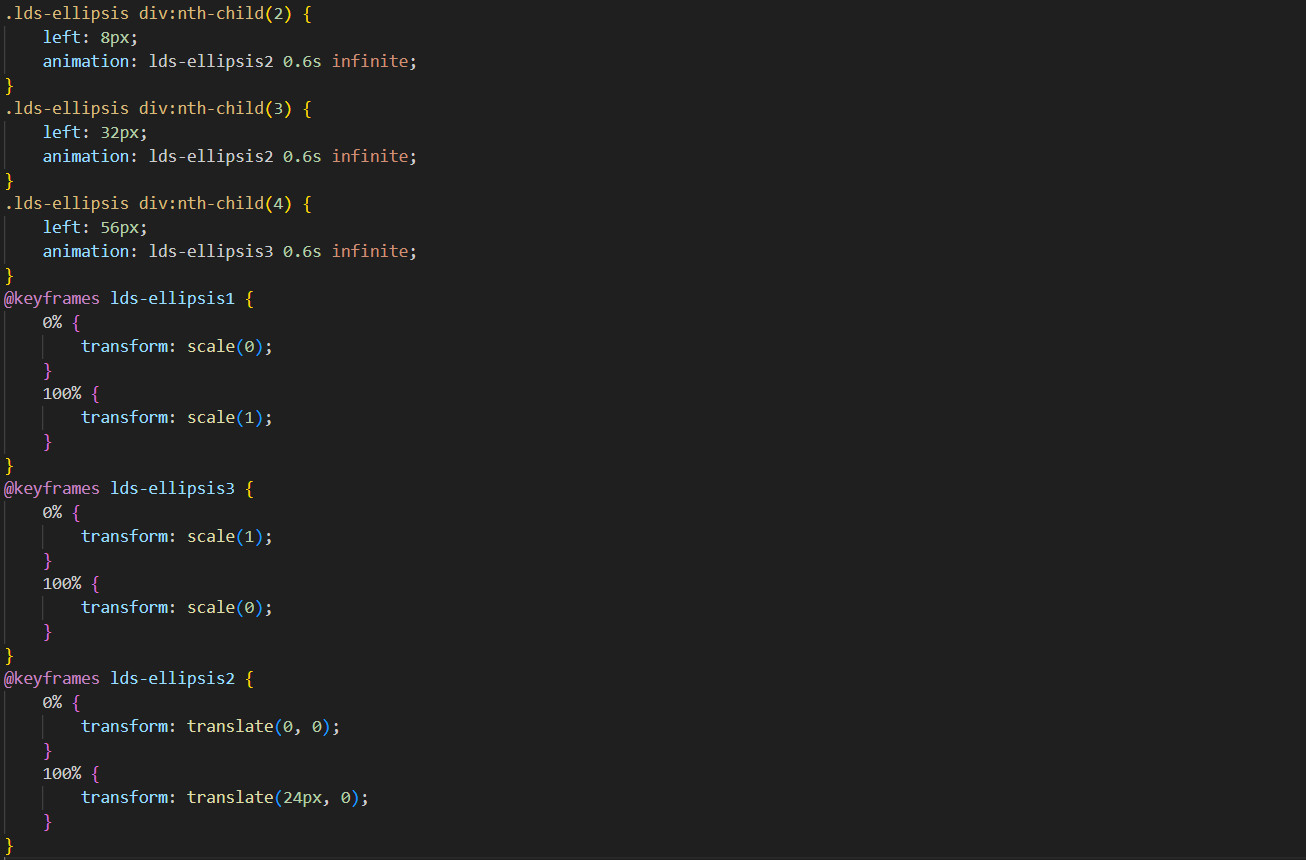 .lds-ellipsis div:nth-child(2) {
    left: 8px;
    animation: lds-ellipsis2 0.6s infinite;
}
.lds-ellipsis div:nth-child(3) {
    left: 32px;
    animation: lds-ellipsis2 0.6s infinite;
}
.lds-ellipsis div:nth-child(4) {
    left: 56px;
    animation: lds-ellipsis3 0.6s infinite;
}
@keyframes lds-ellipsis1 {
    0% {
        transform: scale(0);
    }
    100% {
        transform: scale(1);
    }
}
@keyframes lds-ellipsis3 {
    0% {
        transform: scale(1);
    }
    100% {
        transform: scale(0);
    }
}
@keyframes lds-ellipsis2 {
    0% {
        transform: translate(0, 0);
    }
    100% {
        transform: translate(24px, 0);
    }
}